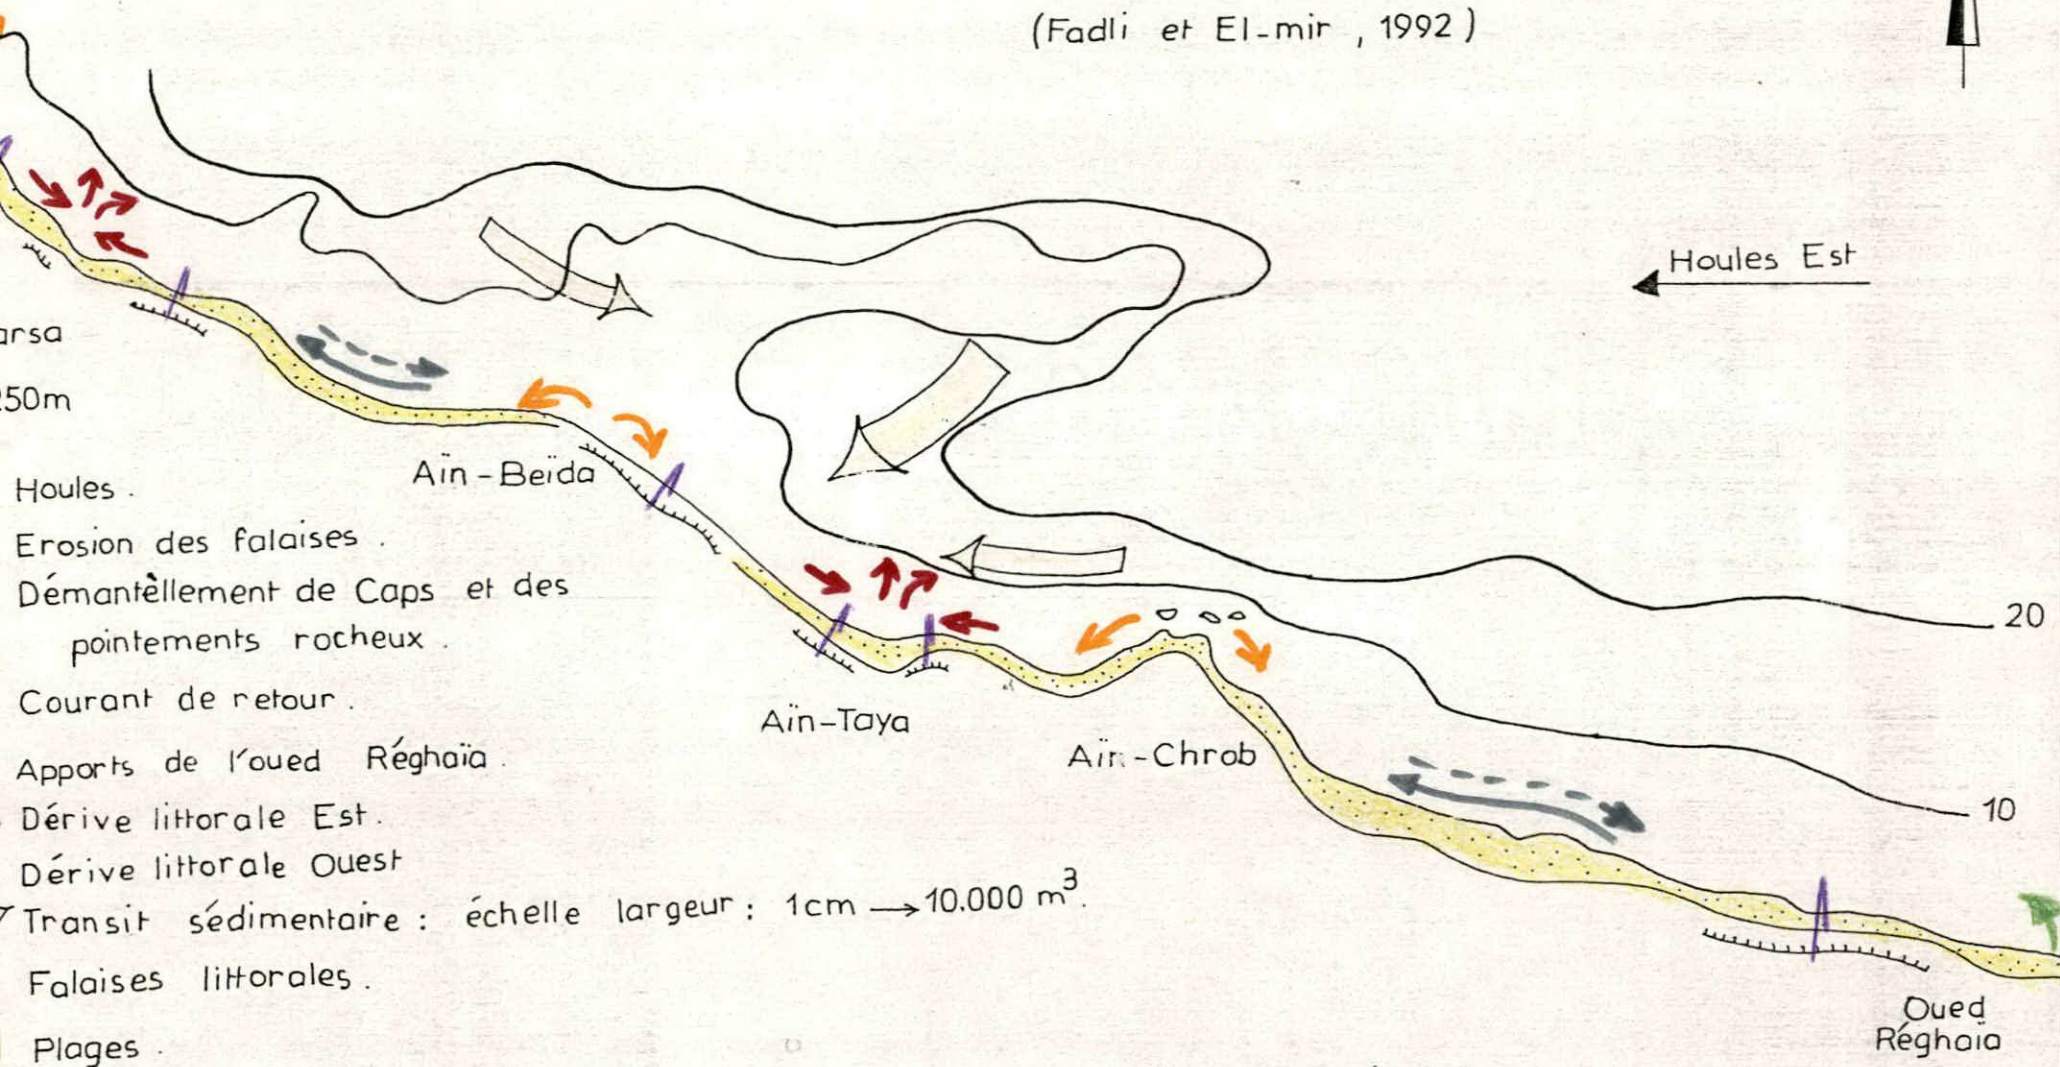 (Fadli et El-mir, 1992)
Houles Est
arsa
250m
Aïn-Beïda
Houles.
Erosion des falaises.
Démantèllement de Caps et des
pointements rocheux.
20
Courant de retour.
Aïn-Taya
Aïn-Chrob
Apports de l'oued Réghaïa.
10
Dérive littorale Est.
Dérive littorale Ouest
Transit sédimentaire: échelle largeur: 1cm → 10.000 m³.
Falaises littorales.
Oued
Réghaïa
Plages.